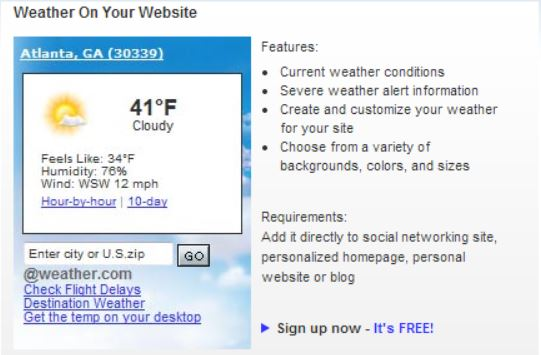 Weather On Your Website
Atlanta, GA (30339)
41°F
Cloudy
Feels Like: 34°F
Humidity: 76%
Wind: WSW 12 mph
Hour-by-hour | 10-day
Enter city or U.S.zip
GO
@weather.com
Check Flight Delays
Destination Weather
Get the temp on your desktop
Features:
• Current weather conditions
• Severe weather alert information
• Create and customize your weather
for your site
• Choose from a variety of
backgrounds, colors, and sizes
Requirements:
Add it directly to social networking site,
personalized homepage, personal
website or blog
Sign up now - It's FREE!